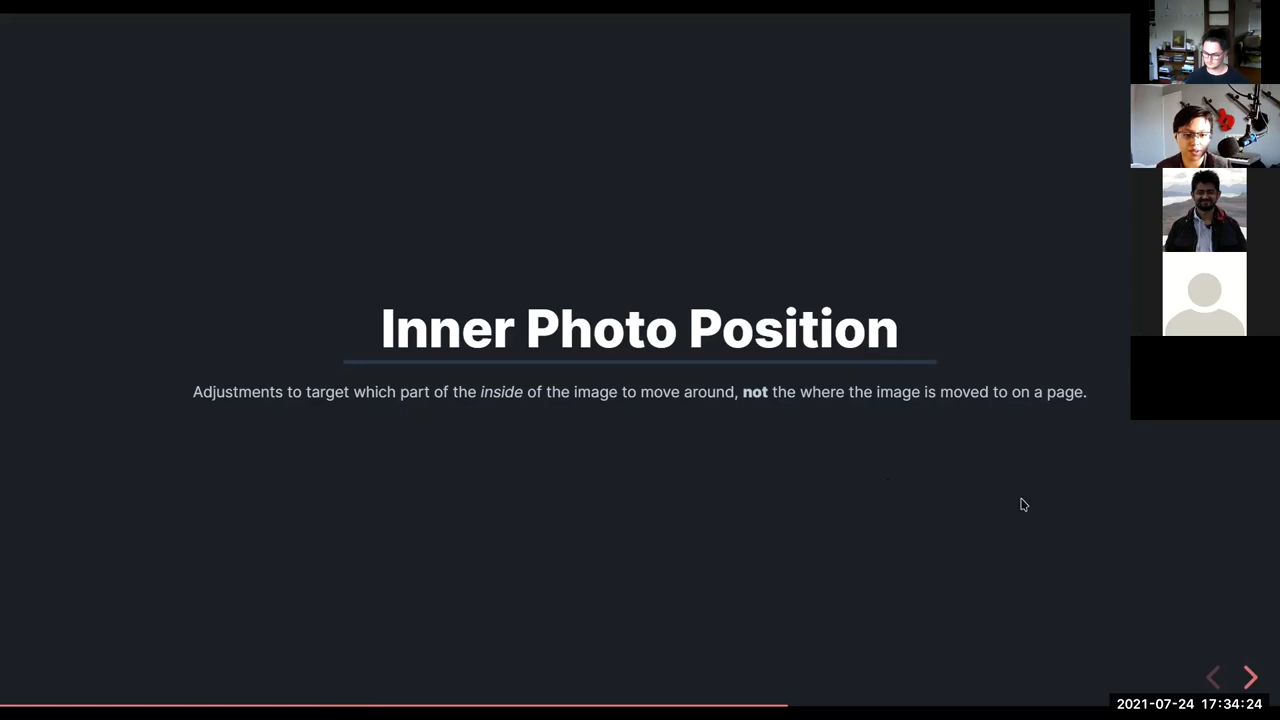 Inner Photo Position
Adjustments to target which part of the inside of the image to move around, not the where the image is moved to on a page.
2021-07-24 17:34:24